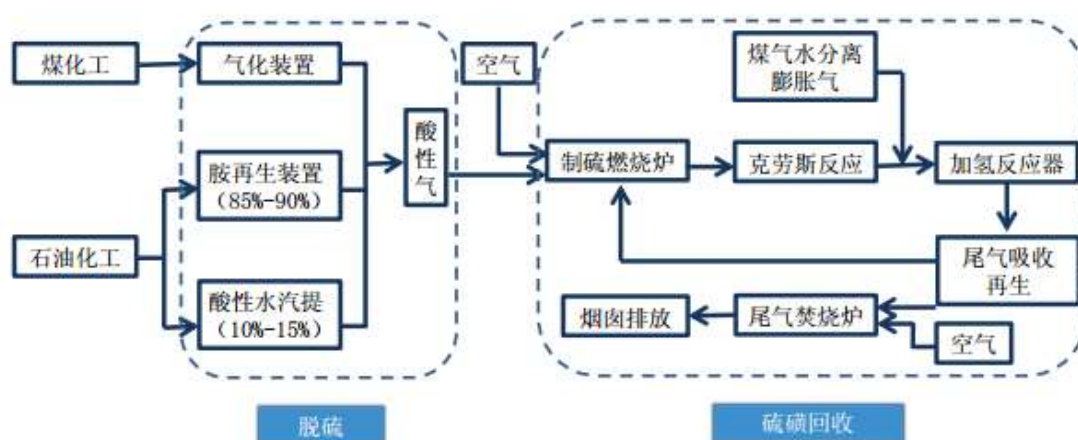 煤化工
气化装置
空气
煤气水分离
膨胀气
胺再生装置
（85%-90%）
酸性气
制硫燃烧炉
克劳斯反应
加氢反应器
石油化工
酸性水汽提
（10%-15%）
尾气吸收
再生
烟囱排放
尾气焚烧炉
空气
脱硫
硫磺回收